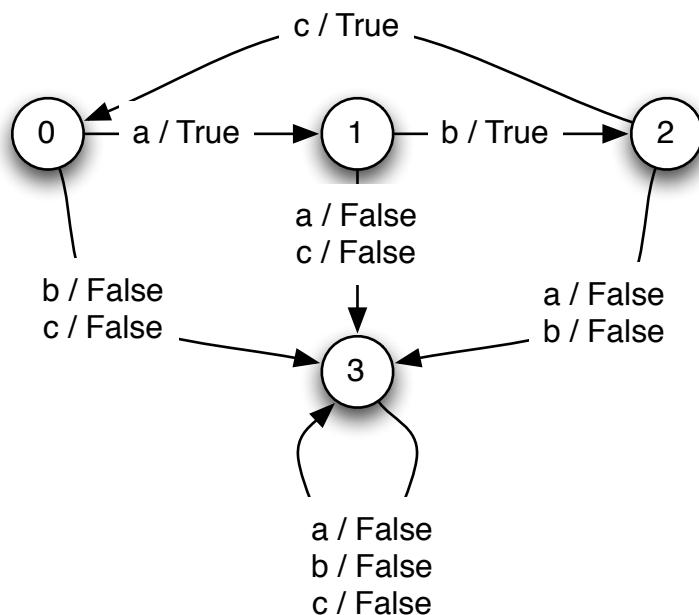 c / True
0
a / True
1
b / True
2
a / False
c / False
b / False
c / False
a / False
b / False
3
a / False
b / False
c / False